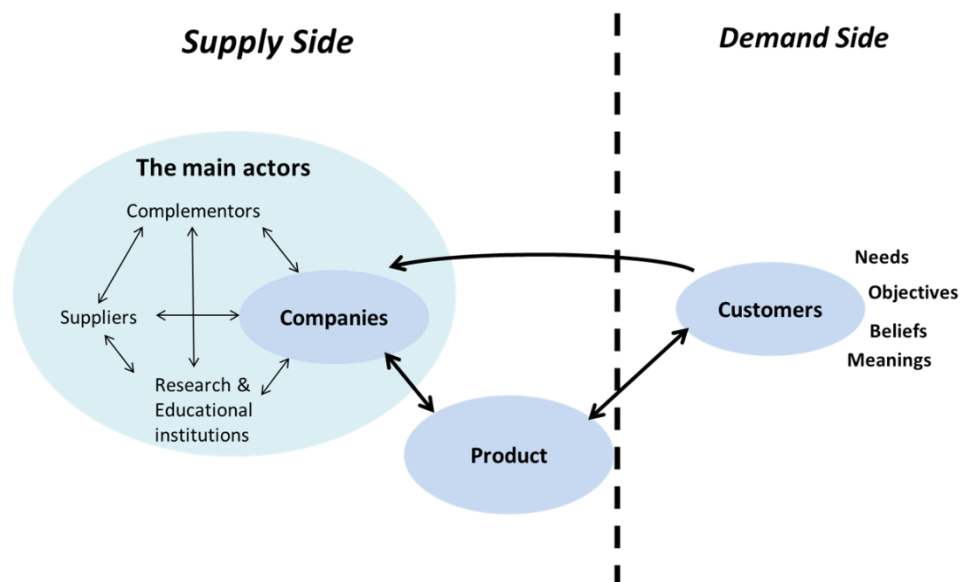 Supply Side
Demand Side
The main actors
Complementors
Needs
Objectives
Suppliers
Companies
Customers
Beliefs
Meanings
Research &
Educational
institutions
Product